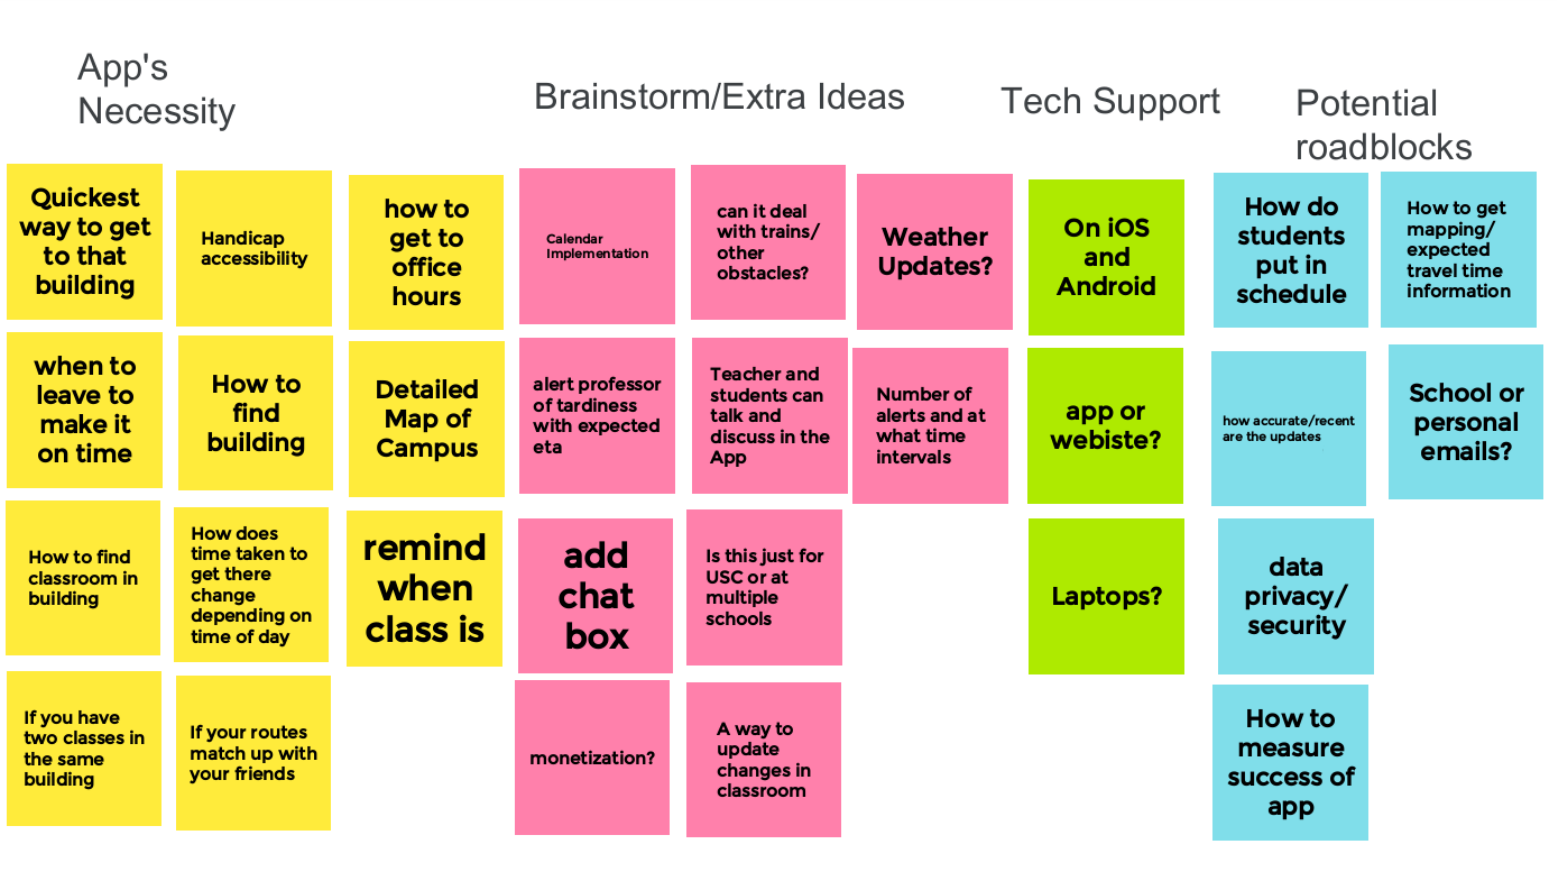 App's
Necessity
Brainstorm/Extra Ideas
Tech Support
Potential
roadblocks
Quickest
way to get
to that
building
Handicap
accessibility
how to
get to
office
hours
when to
leave to
make it
on time
How to
find
building
Detailed
Map of
Campus
How to find
classroom in
building
How does
time taken to
get there
change
depending on
time of day
remind
when
class is
If you have
two classes in
the same
building
If your routes
match up with
your friends
Calendar
Implementation
can it deal
with trains/
other
obstacles?
Weather
Updates?
alert professor
of tardiness
with expected
eta
Teacher and
students can
talk and
discuss in the
App
Number of
alerts and at
what time
intervals
add
chat
box
Is this just for
USC or at
multiple
schools
monetization?
A way to
update
changes in
classroom
On iOS
and
Android
app or
webiste?
Laptops?
How do
students
put in
schedule
How to get
mapping/
expected
travel time
information
how accurate/recent
are the updates
School or
personal
emails?
data
privacy/
security
How to
measure
success of
app